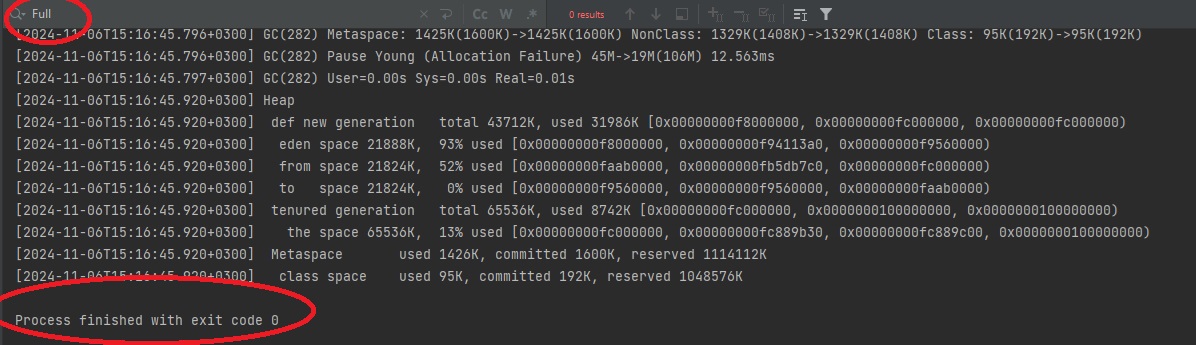 Full Cc W .* 0 results
[2024-11-06T15:16:45.796+0300] GC(282) Metaspace: 1425K(1600K)->1425K(1600K) NonClass: 1329K(1408K)->1329K(1408K) Class: 95K(192K)->95K(192K)
[2024-11-06T15:16:45.797+0300] GC(282) Pause Young (Allocation Failure) 45M->19M(106M) 12.563ms
[2024-11-06T15:16:45.797+0300] GC(282) User=0.00s Sys=0.00s Real=0.01s
[2024-11-06T15:16:45.920+0300] Heap
[2024-11-06T15:16:45.920+0300]  def new generation   total 43712K, used 31986K [0x00000000f8000000, 0x00000000fc000000, 0x00000000fc000000)
[2024-11-06T15:16:45.920+0300]   eden space 21888K,  93% used [0x00000000f8000000, 0x00000000f94113a0, 0x00000000f9560000)
[2024-11-06T15:16:45.920+0300]   from space 21824K,  52% used [0x00000000faab0000, 0x00000000fb5db7c0, 0x00000000fc000000)
[2024-11-06T15:16:45.920+0300]   to   space 21824K,   0% used [0x00000000f9560000, 0x00000000f9560000, 0x00000000faab0000)
[2024-11-06T15:16:45.920+0300]  tenured generation   total 65536K, used 8742K [0x00000000fc000000, 0x0000000100000000, 0x0000000100000000)
[2024-11-06T15:16:45.920+0300]    the space 65536K,  13% used [0x00000000fc000000, 0x00000000fc889b30, 0x00000000fc889c00, 0x0000000100000000)
[2024-11-06T15:16:45.920+0300]  Metaspace       used 1426K, committed 1600K, reserved 1114112K
[2024-11-06T15:16:45.920+0300]   class space    used 95K, committed 192K, reserved 1048576K
Process finished with exit code 0